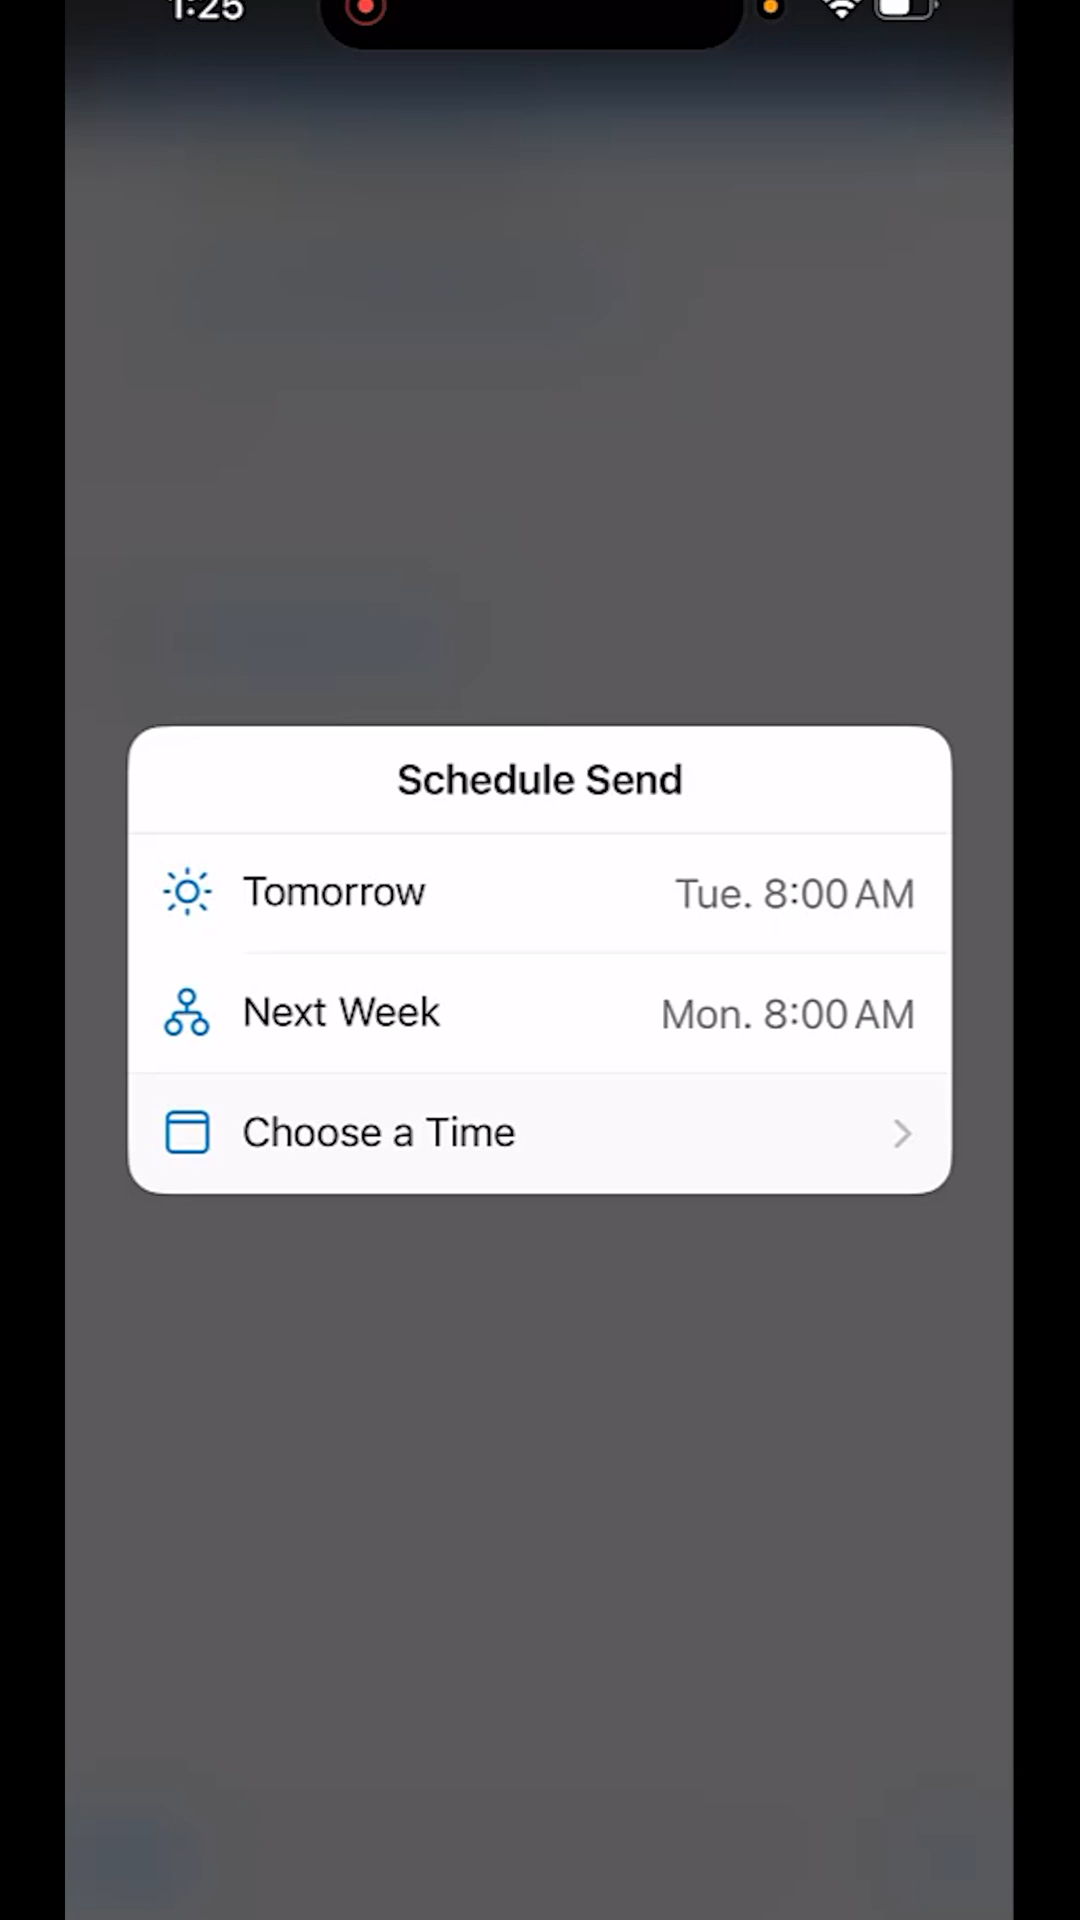 1:25
Schedule Send
Tomorrow Tue. 8:00 AM
Next Week Mon. 8:00 AM
Choose a Time